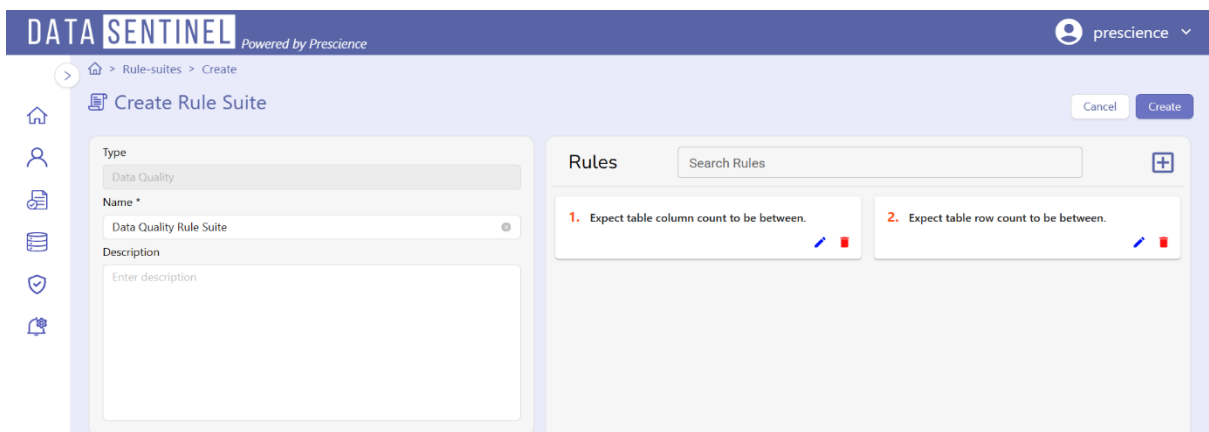 DATA SENTINEL Powered by Prescience
prescience
> Rule-suites > Create
Create Rule Suite
Cancel
Create
Type
Data Quality
Name *
Data Quality Rule Suite
Description
Enter description
Rules
Search Rules
1. Expect table column count to be between.
2. Expect table row count to be between.